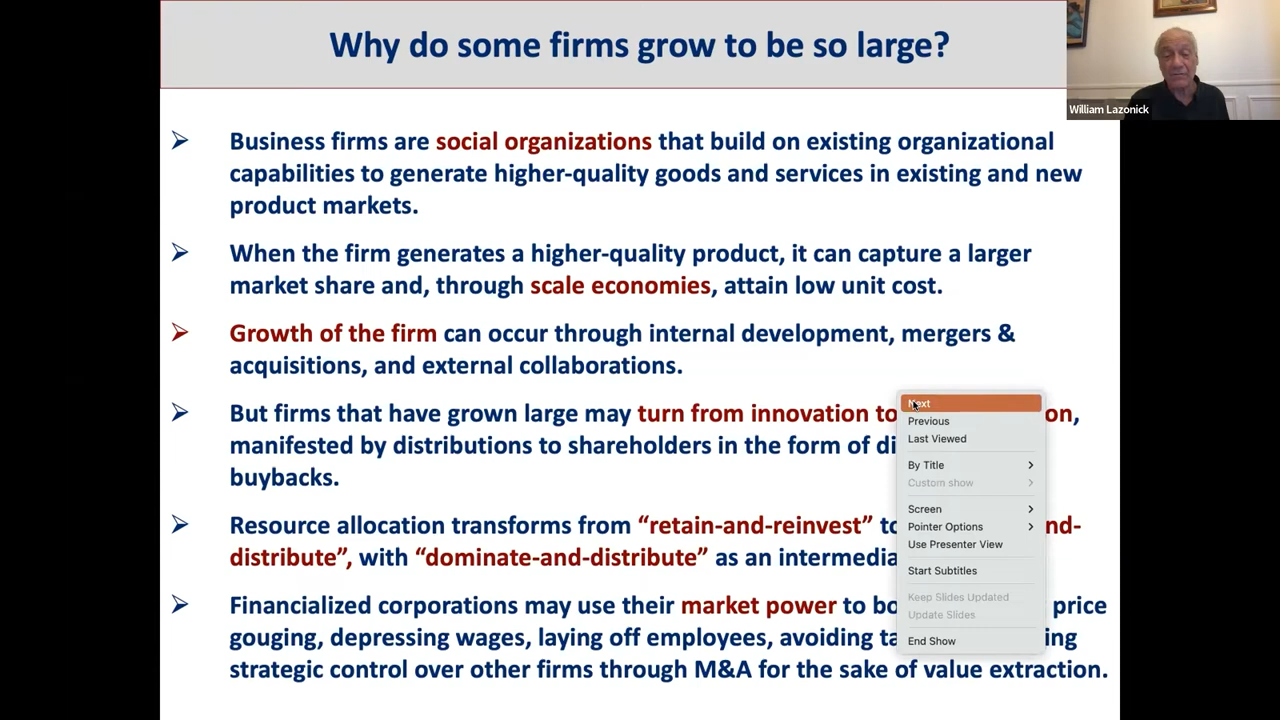 Why do some firms grow to be so large?
William Lazonick
Business firms are social organizations that build on existing organizational
capabilities to generate higher-quality goods and services in existing and new
product markets.
When the firm generates a higher-quality product, it can capture a larger
market share and, through scale economies, attain low unit cost.
Growth of the firm can occur through internal development, mergers &
acquisitions, and external collaborations.
But firms that have grown large may turn from innovation to on,
manifested by distributions to shareholders in the form of di
buybacks.
Resource allocation transforms from “retain-and-reinvest” to nd-
distribute”, with “dominate-and-distribute” as an intermedia
Financialized corporations may use their market power to bo price
gouging, depressing wages, laying off employees, avoiding ta ing
strategic control over other firms through M&A for the sake of value extraction.
Next
Previous
Last Viewed
By Title
Custom show
Screen
Pointer Options
Use Presenter View
Start Subtitles
Keep Slides Updated
Update Slides
End Show